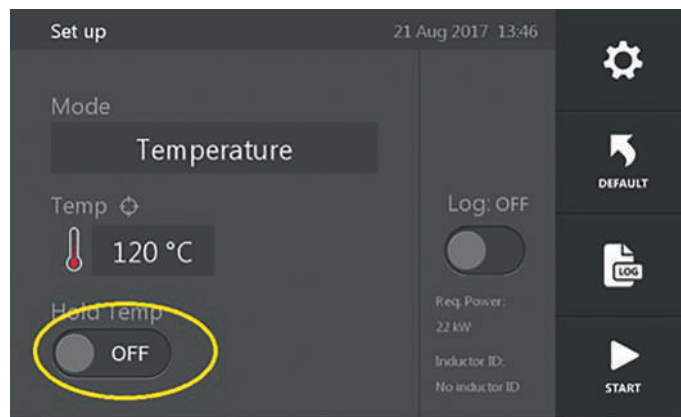 Set up
21 Aug 2017 13:46
Mode
Temperature
Temp
120 °C
Hold Temp
OFF
Log: OFF
Req. Power:
22 kW
Inductor ID:
No inductor ID
DEFAULT
LOG
START